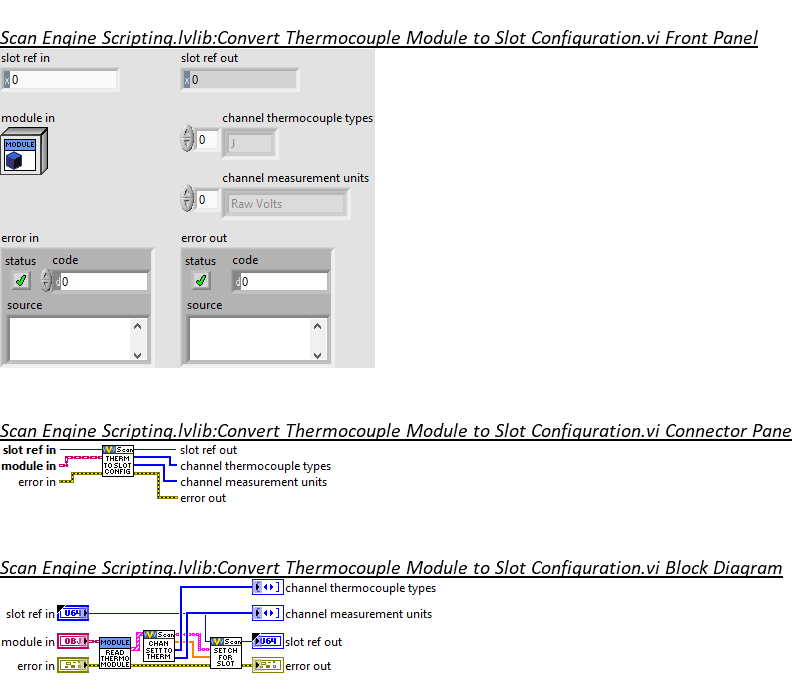 Scan Engine Scripting.lvlib:Convert Thermocouple Module to Slot Configuration.vi Front Panel
slot ref in
slot ref out
x 0
x 0
module in
channel thermocouple types
MODULE
0
J
channel measurement units
0
Raw Volts
error in
error out
status
code
status
code
d 0
d 0
source
source
Scan Engine Scripting.lvlib:Convert Thermocouple Module to Slot Configuration.vi Connector Pane
slot ref in
Scan
slot ref out
module in
THERM
TO SLOT
CONFIG
channel thermocouple types
error in
channel measurement units
error out
Scan Engine Scripting.lvlib:Convert Thermocouple Module to Slot Configuration.vi Block Diagram
channel thermocouple types
slot ref in
U64
channel measurement units
module in
OBJ
MODULE
READ
THERMO
MODULE
Scan
CHAN
SETT TO
THERM
Scan
SET CH
FOR
SLOT
U64
slot ref out
error in
error out